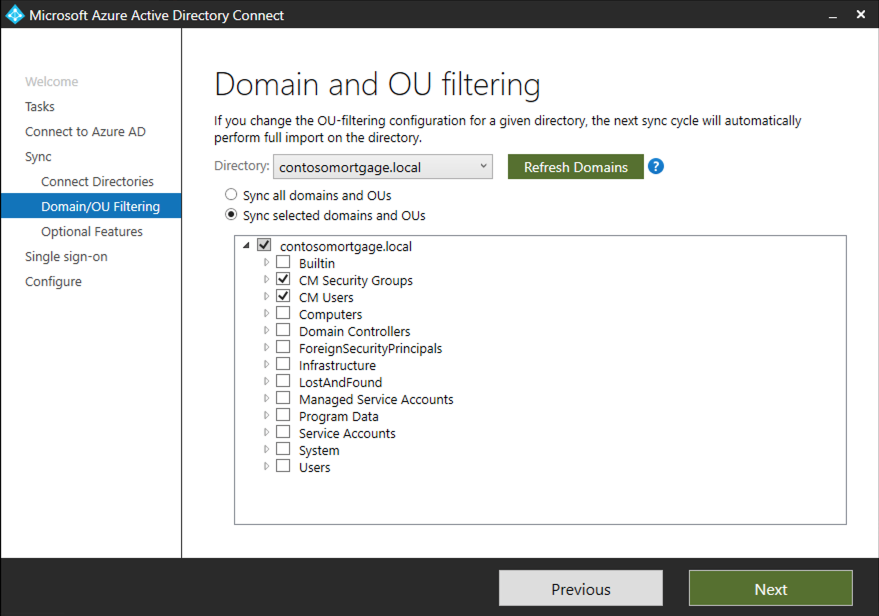 Microsoft Azure Active Directory Connect
Welcome
Tasks
Connect to Azure AD
Sync
Connect Directories
Domain/OU Filtering
Optional Features
Single sign-on
Configure
Domain and OU filtering
If you change the OU-filtering configuration for a given directory, the next sync cycle will automatically
perform full import on the directory.
Directory: contosomortgage.local Refresh Domains ?
Sync all domains and OUs
Sync selected domains and OUs
contosomortgage.local
Builtin
CM Security Groups
CM Users
Computers
Domain Controllers
ForeignSecurityPrincipals
Infrastructure
LostAndFound
Managed Service Accounts
Program Data
Service Accounts
System
Users
Previous Next